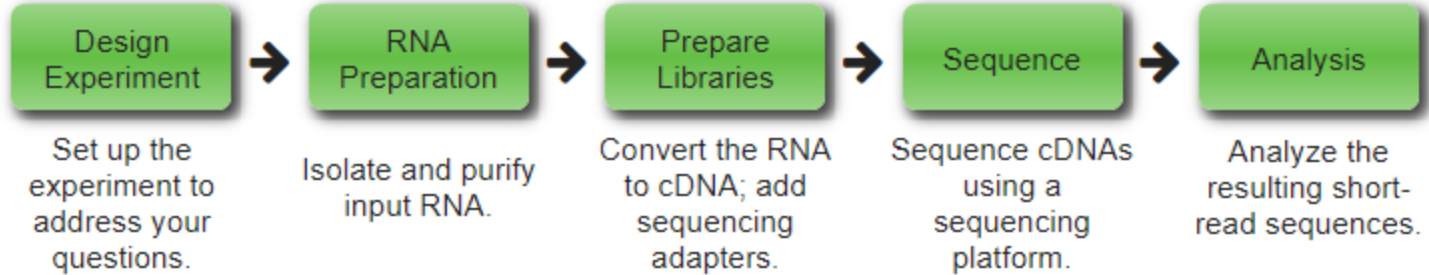 Design
Experiment
RNA
Preparation
Prepare
Libraries
Sequence
Analysis
Set up the
experiment to
address your
questions.
Isolate and purify
input RNA.
Convert the RNA
to cDNA; add
sequencing
adapters.
Sequence cDNAs
using a
sequencing
platform.
Analyze the
resulting short-
read sequences.